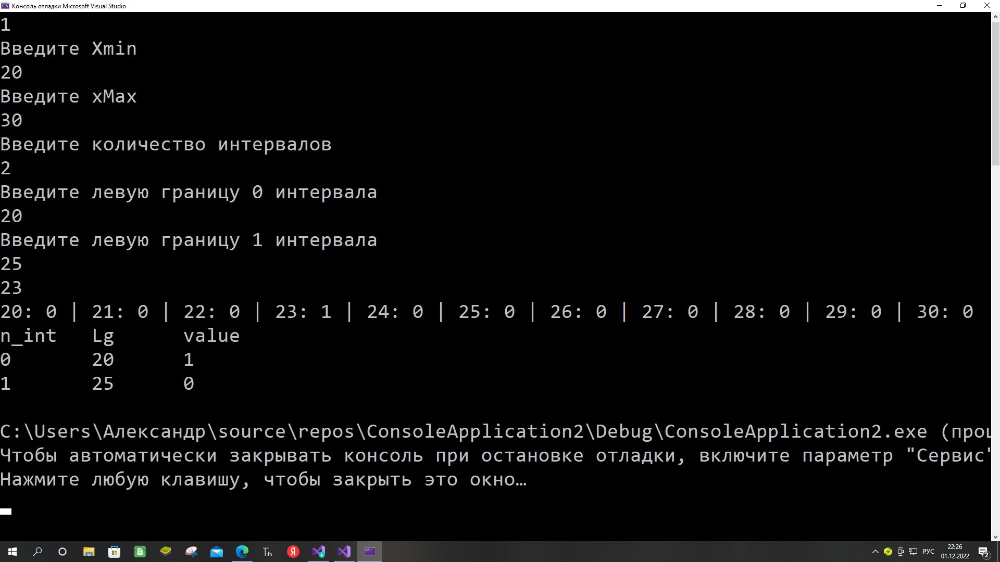 Консоль отладки Microsoft Visual Studio
1
Введите Xmin
20
Введите xMax
30
Введите количество интервалов
2
Введите левую границу 0 интервала
20
Введите левую границу 1 интервала
25
23
20: 0 | 21: 0 | 22: 0 | 23: 1 | 24: 0 | 25: 0 | 26: 0 | 27: 0 | 28: 0 | 29: 0 | 30: 0
n_int Lg value
0 20 1
1 25 0
C:\Users\Александр\source\repos\ConsoleApplication2\Debug\ConsoleApplication2.exe
Чтобы автоматически закрывать консоль при остановке отладки, включите параметр "Сервис"
Нажмите любую клавишу, чтобы закрыть это окно…
РУС
22:26
01.12.2022
2